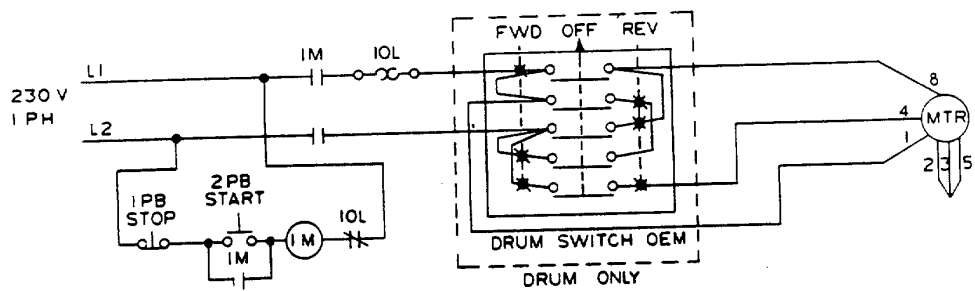 FWD OFF REV
1M
1OL
L1
230 V
1 PH
L2
8
4
MTR
1
2 3 5
1PB
STOP
2PB
START
1M
1OL
1M
DRUM SWITCH OEM
DRUM ONLY